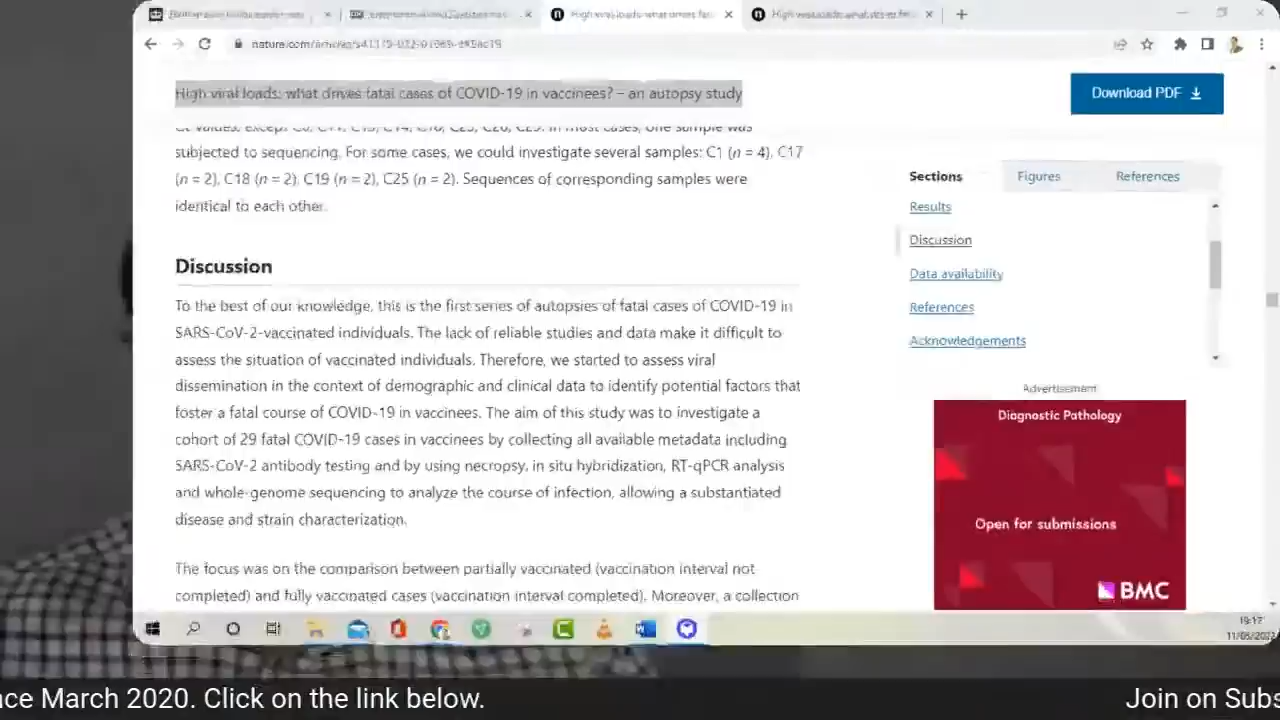 High viral loads: what drives fatal cases of COVID-19 in vaccinees? – an autopsy study
Download PDF
subjected to sequencing. For some cases, we could investigate several samples: C1 (n = 4), C17
(n = 2), C18 (n = 2), C19 (n = 2), C25 (n = 2). Sequences of corresponding samples were
identical to each other.
Sections
Figures
References
Results
Discussion
Data availability
References
Acknowledgements
Discussion
To the best of our knowledge, this is the first series of autopsies of fatal cases of COVID-19 in
SARS-CoV-2-vaccinated individuals. The lack of reliable studies and data make it difficult to
assess the situation of vaccinated individuals. Therefore, we started to assess viral
dissemination in the context of demographic and clinical data to identify potential factors that
foster a fatal course of COVID-19 in vaccinees. The aim of this study was to investigate a
cohort of 29 fatal COVID-19 cases in vaccinees by collecting all available metadata including
SARS-CoV-2 antibody testing and by using necropsy, in situ hybridization, RT-qPCR analysis
and whole-genome sequencing to analyze the course of infection, allowing a substantiated
disease and strain characterization.
The focus was on the comparison between partially vaccinated (vaccination interval not
completed) and fully vaccinated cases (vaccination interval completed). Moreover, a collection
Advertisement
Diagnostic Pathology
Open for submissions
BMC
19:17
ace March 2020. Click on the link below.
Join on Subs